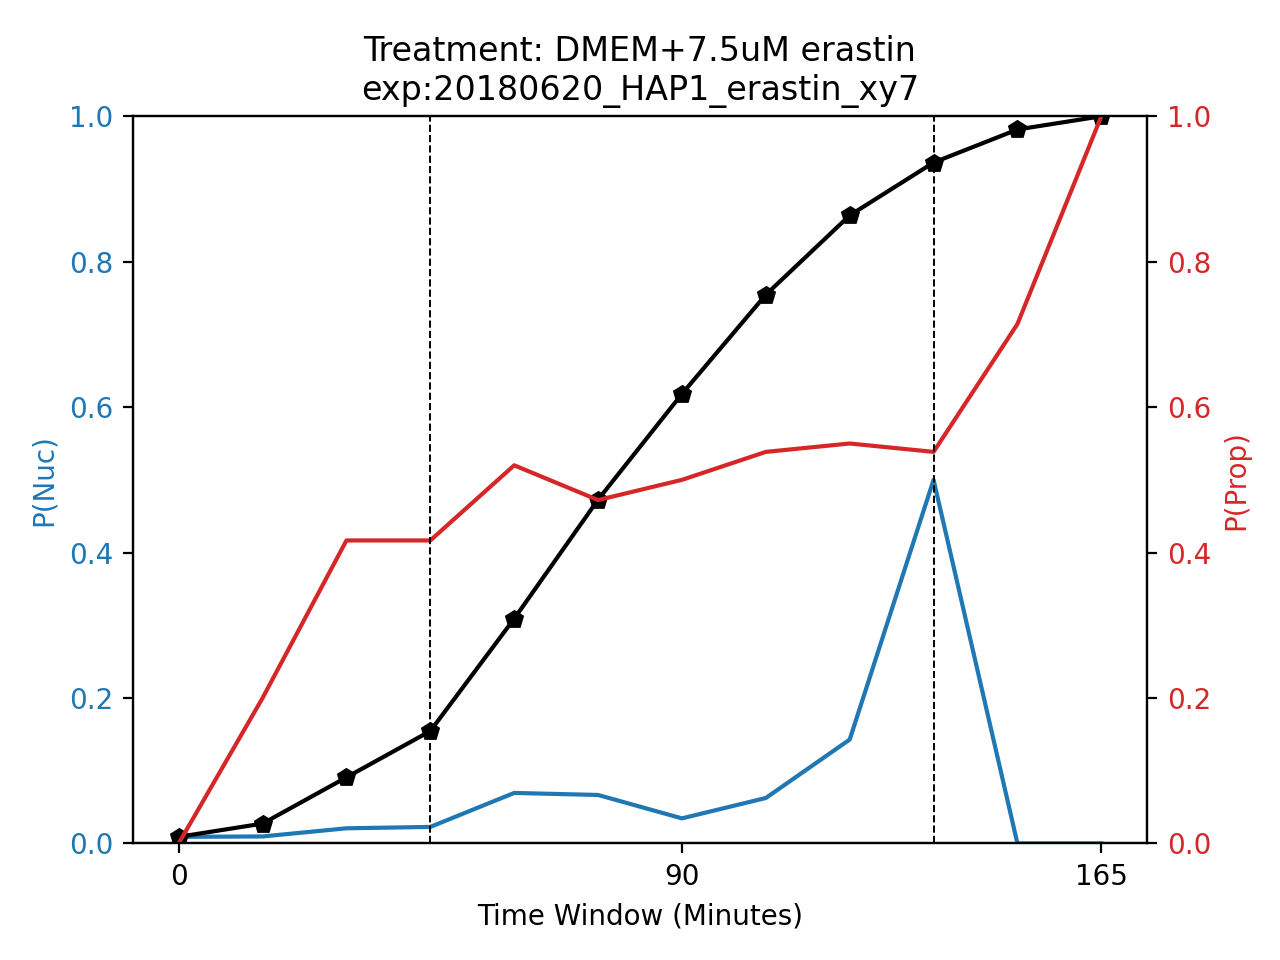 Treatment: DMEM+7.5uM erastin
exp:20180620_HAP1_erastin_xy7
1.0
0.8
0.6
0.4
0.2
0.0
P(Nuc)
1.0
0.8
0.6
0.4
0.2
0.0
P(Prop)
0 90 165
Time Window (Minutes)